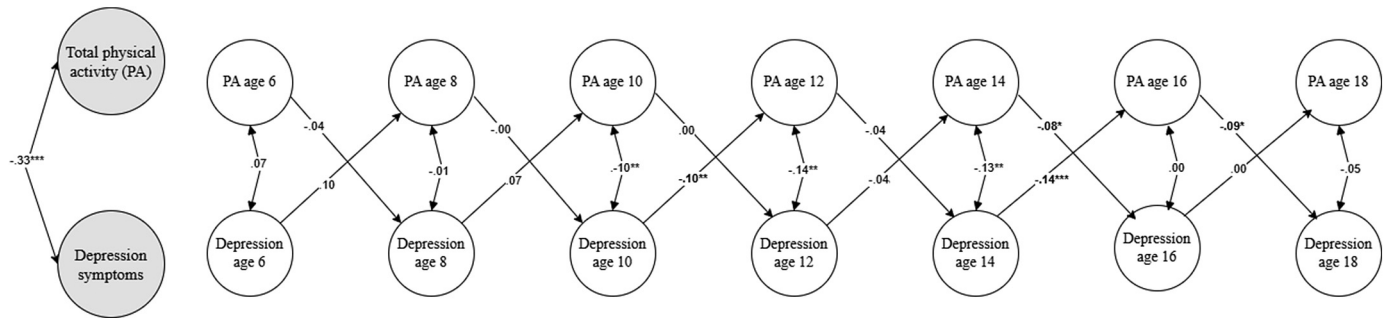 Total physical
activity (PA)
-.33***
Depression
symptoms
PA age 6
PA age 8
PA age 10
PA age 12
PA age 14
PA age 16
PA age 18
-.04
-.00
.00
-.04
-.08*
-.09*
.07
-.01
.-10**
-.14**
-.13**
.00
-.05
.10
.07
-.10**
-.04
-.14***
.00
Depression
age 6
Depression
age 8
Depression
age 10
Depression
age 12
Depression
age 14
Depression
age 16
Depression
age 18